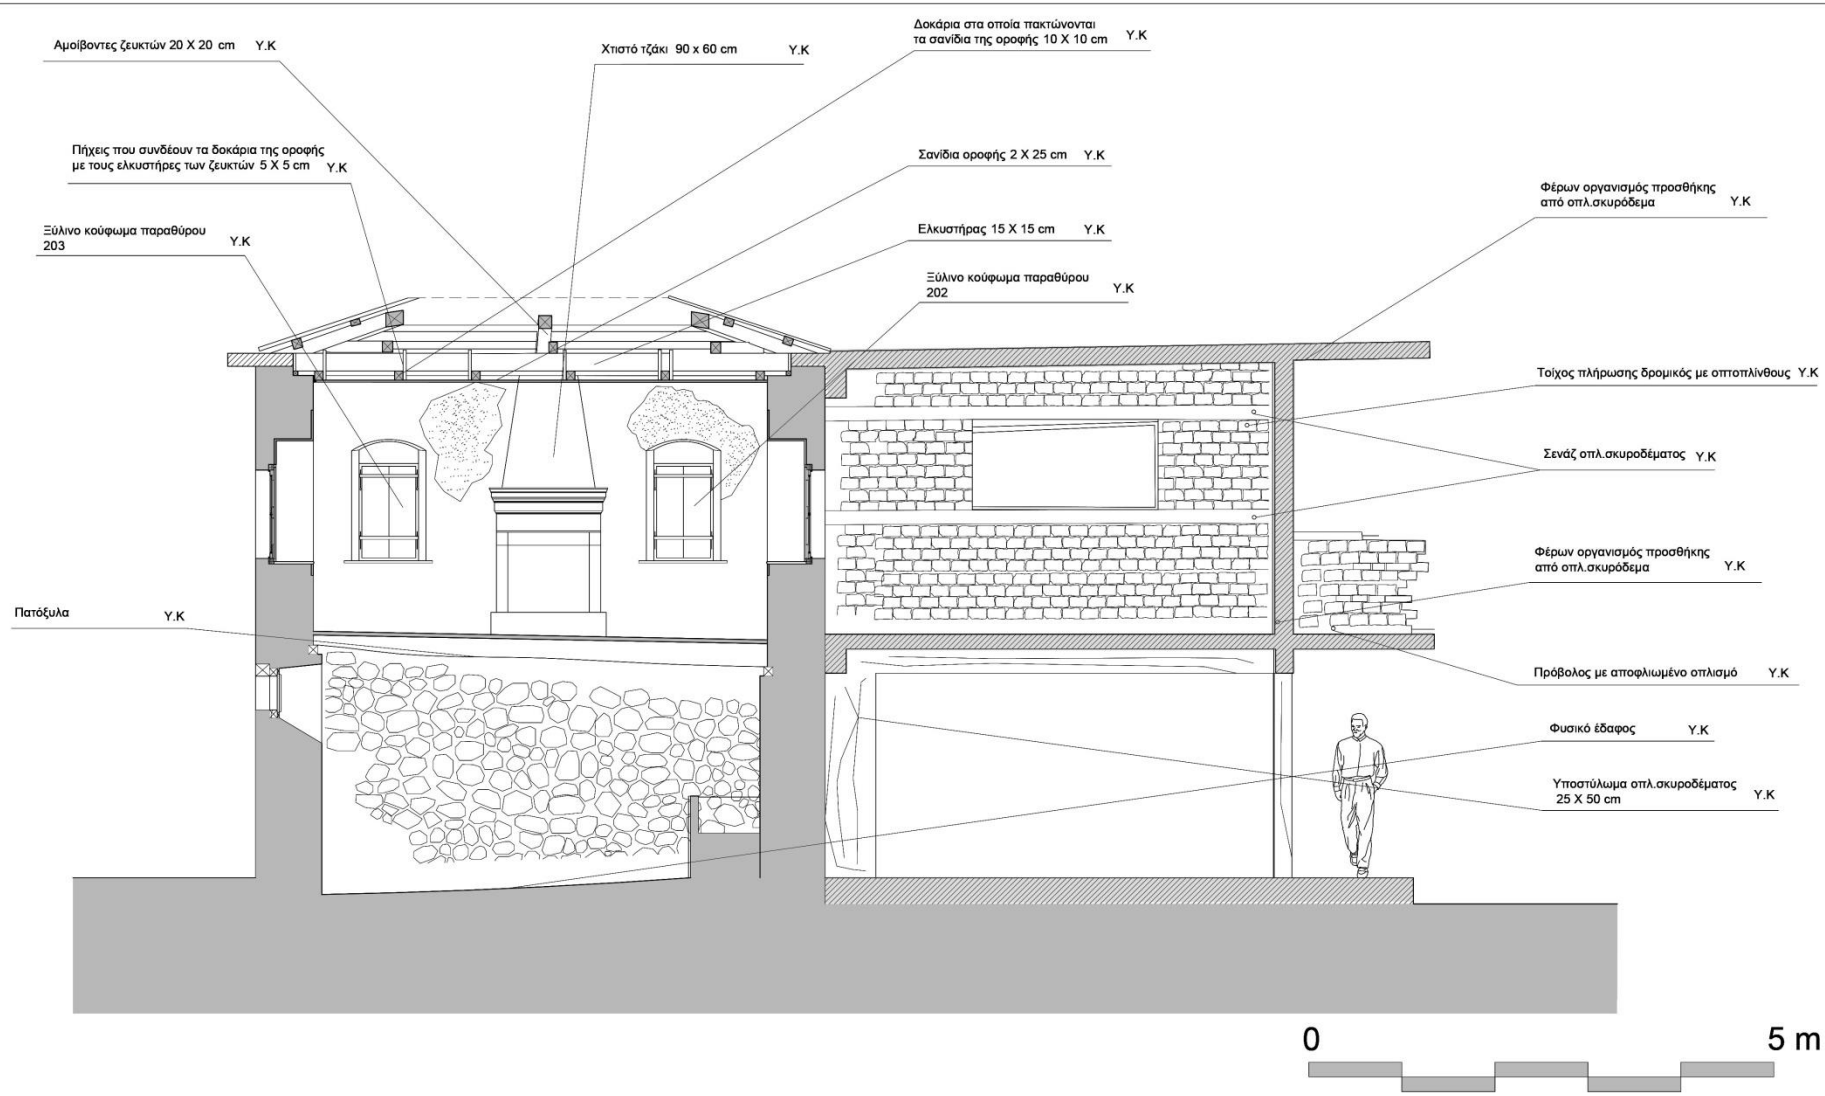 Αμοίβοντες ζευκτών 20 X 20 cm Υ.Κ
Χτιστό τζάκι 90 x 60 cm Υ.Κ
Δοκάρια στα οποία πακτώνονται
τα σανίδια της οροφής 10 X 10 cm Υ.Κ
Πήχεις που συνδέουν τα δοκάρια της οροφής
με τους ελκυστήρες των ζευκτών 5 X 5 cm Υ.Κ
Σανίδια οροφής 2 X 25 cm Υ.Κ
Φέρων οργανισμός προσθήκης
από οπλ.σκυρόδεμα Υ.Κ
Ξύλινο κούφωμα παραθύρου
203 Υ.Κ
Ελκυστήρας 15 X 15 cm Υ.Κ
Ξύλινο κούφωμα παραθύρου
202 Υ.Κ
Τοίχος πλήρωσης δρομικός με οπτοπλίνθους Υ.Κ
Σενάζ οπλ.σκυροδέματος Υ.Κ
Φέρων οργανισμός προσθήκης
από οπλ.σκυρόδεμα Υ.Κ
Πατόξυλα Υ.Κ
Πρόβολος με αποφλιωμένο οπλισμό Υ.Κ
Φυσικό έδαφος Υ.Κ
Υποστύλωμα οπλ.σκυροδέματος
25 X 50 cm Υ.Κ
0 5 m